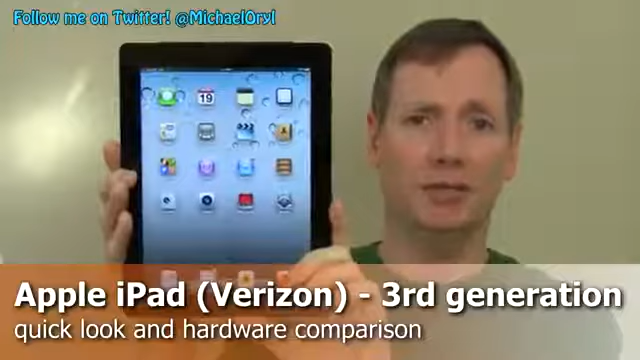 Follow me on Twitter! @MichaelOryl
19
Apple iPad (Verizon) - 3rd generation
quick look and hardware comparison